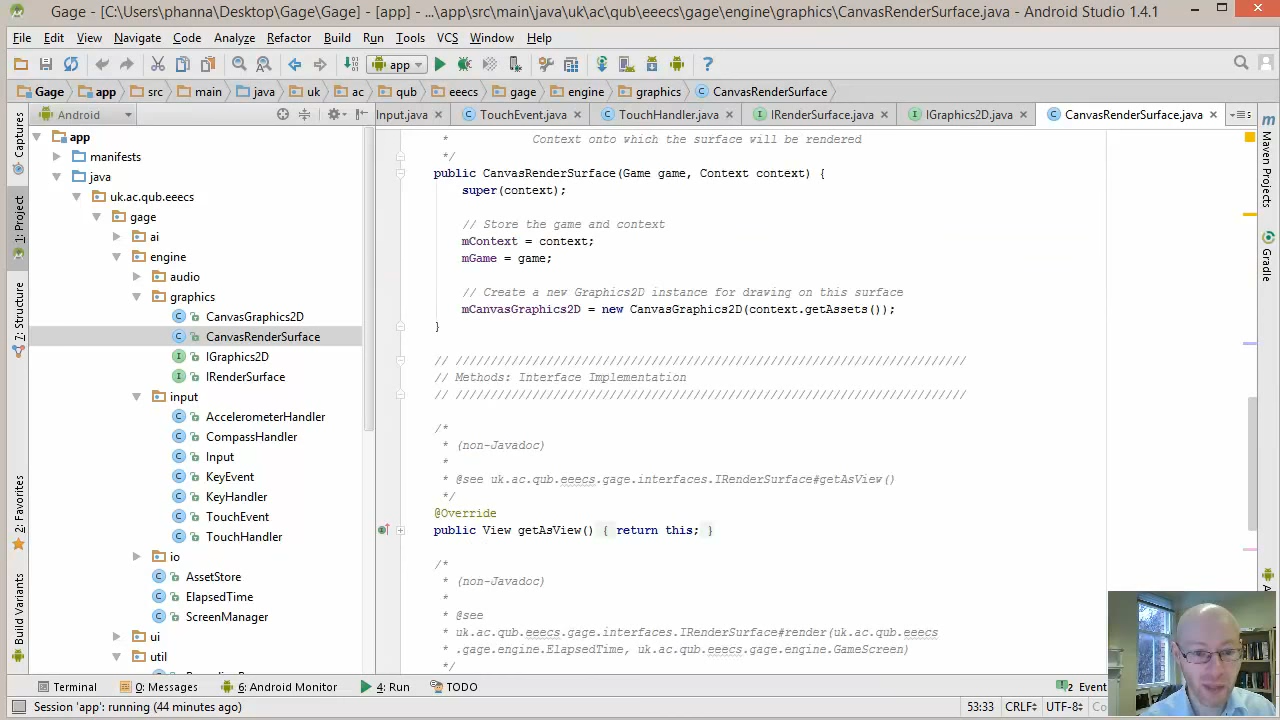 Gage - [C:\Users\phanna\Desktop\Gage\Gage] - [app] - ...\app\src\main\java\uk\ac\qub\eeecs\gage\engine\graphics\CanvasRenderSurface.java - Android Studio 1.4.1
File Edit View Navigate Code Analyze Refactor Build Run Tools VCS Window Help
app
Gage app src main java uk ac qub eeecs gage engine graphics CanvasRenderSurface
Android
Input.java TouchEvent.java TouchHandler.java IRenderSurface.java IGraphics2D.java CanvasRenderSurface.java
Captures
1: Project
7: Structure
2: Favorites
Build Variants
app
manifests
java
uk.ac.qub.eeecs
gage
ai
engine
audio
graphics
CanvasGraphics2D
CanvasRenderSurface
IGraphics2D
IRenderSurface
input
AccelerometerHandler
CompassHandler
Input
KeyEvent
KeyHandler
TouchEvent
TouchHandler
io
AssetStore
ElapsedTime
ScreenManager
ui
util
* Context onto which the surface will be rendered
*/
public CanvasRenderSurface(Game game, Context context) {
super(context);
// Store the game and context
mContext = context;
mGame = game;
// Create a new Graphics2D instance for drawing on this surface
mCanvasGraphics2D = new CanvasGraphics2D(context.getAssets());
}
// /////////////////////////////////////////////////////////////////////////
// Methods: Interface Implementation
// /////////////////////////////////////////////////////////////////////////
/*
* (non-Javadoc)
*
* @see uk.ac.qub.eeecs.gage.interfaces.IRenderSurface#getAsView()
*/
@Override
public View getAsView() { return this; }
/*
* (non-Javadoc)
*
* @see
* uk.ac.qub.eeecs.gage.interfaces.IRenderSurface#render(uk.ac.qub.eeecs
* .gage.engine.ElapsedTime, uk.ac.qub.eeecs.gage.engine.GameScreen)
*/
Maven Projects
Gradle
Terminal 0: Messages 6: Android Monitor 4: Run TODO 2 Event
Session 'app': running (44 minutes ago) 53:33 CRLF UTF-8